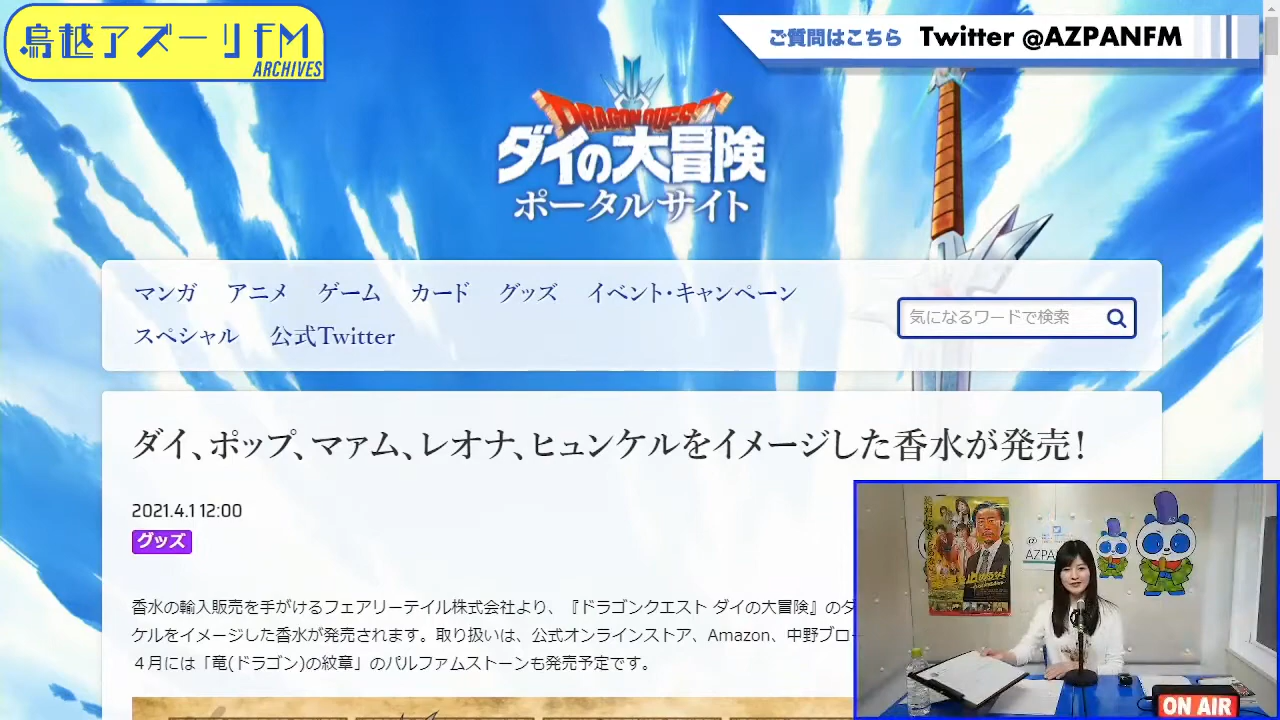 鳥越アズーリFM
ARCHIVES
ご質問はこちら Twitter @AZPANFM
DRAGON QUEST
ダイの大冒険
ポータルサイト
マンガ アニメ ゲーム カード グッズ イベント・キャンペーン
スペシャル 公式Twitter
気になるワードで検索
ダイ、ポップ、マァム、レオナ、ヒュンケルをイメージした香水が発売！
2021.4.1 12:00
グッズ
香水の輸入販売を手がけるフェアリーテイル株式会社より、『ドラゴンクエスト ダイの大冒険』のダ
ケルをイメージした香水が発売されます。取り扱いは、公式オンラインストア、Amazon、中野ブロー
４月には「竜(ドラゴン)の紋章」のパルファムストーンも発売予定です。
AZPA
ON AIR